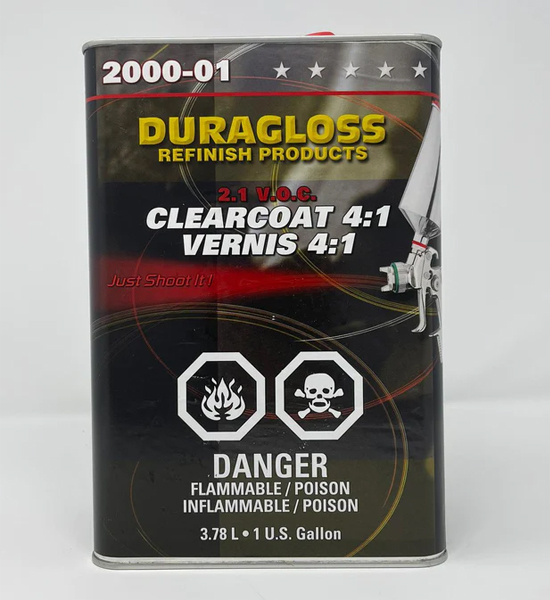 2000-01
DURAGLOSS
REFINISH PRODUCTS
2.1 V.O.C.
CLEARCOAT 4:1
VERNIS 4:1
Just Shoot It!
DANGER
FLAMMABLE / POISON
INFLAMMABLE / POISON
3.78 L • 1 U.S. Gallon